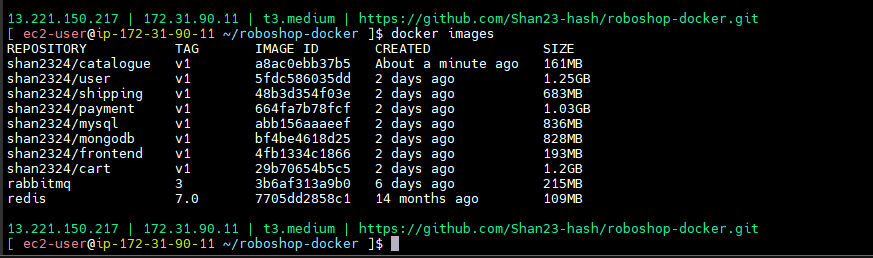 13.221.150.217 | 172.31.90.11 | t3.medium | https://github.com/Shan23-hash/roboshop-docker.git
[ ec2-user@ip-172-31-90-11 ~/roboshop-docker ]$ docker images
REPOSITORY TAG IMAGE ID CREATED SIZE
shan2324/catalogue v1 a8ac0ebb37b5 About a minute ago 161MB
shan2324/user v1 5fdc586035dd 2 days ago 1.25GB
shan2324/shipping v1 48b3d354f03e 2 days ago 683MB
shan2324/payment v1 664fa7b78fcf 2 days ago 1.03GB
shan2324/mysql v1 abb156aaaeef 2 days ago 836MB
shan2324/mongodb v1 bf4be4618d25 2 days ago 828MB
shan2324/frontend v1 4fb1334c1866 2 days ago 193MB
shan2324/cart v1 29b70654b5c5 2 days ago 1.2GB
rabbitmq 3 3b6af313a9b0 6 days ago 215MB
redis 7.0 7705dd2858c1 14 months ago 109MB
13.221.150.217 | 172.31.90.11 | t3.medium | https://github.com/Shan23-hash/roboshop-docker.git
[ ec2-user@ip-172-31-90-11 ~/roboshop-docker ]$